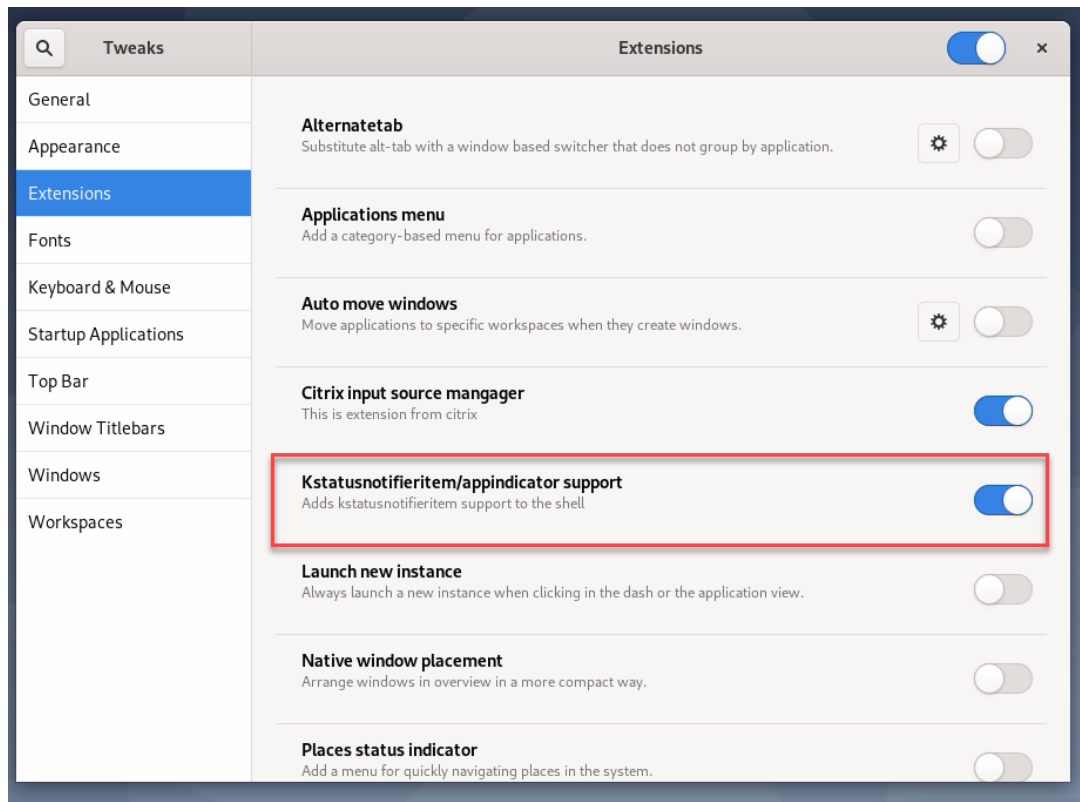 Tweaks
Extensions
General
Appearance
Extensions
Fonts
Keyboard & Mouse
Startup Applications
Top Bar
Window Titlebars
Windows
Workspaces
Alternatetab
Substitute alt-tab with a window based switcher that does not group by application.
Applications menu
Add a category-based menu for applications.
Auto move windows
Move applications to specific workspaces when they create windows.
Citrix input source mangager
This is extension from citrix
Kstatusnotifieritem/appindicator support
Adds kstatusnotifieritem support to the shell
Launch new instance
Always launch a new instance when clicking in the dash or the application view.
Native window placement
Arrange windows in overview in a more compact way.
Places status indicator
Add a menu for quickly navigating places in the system.